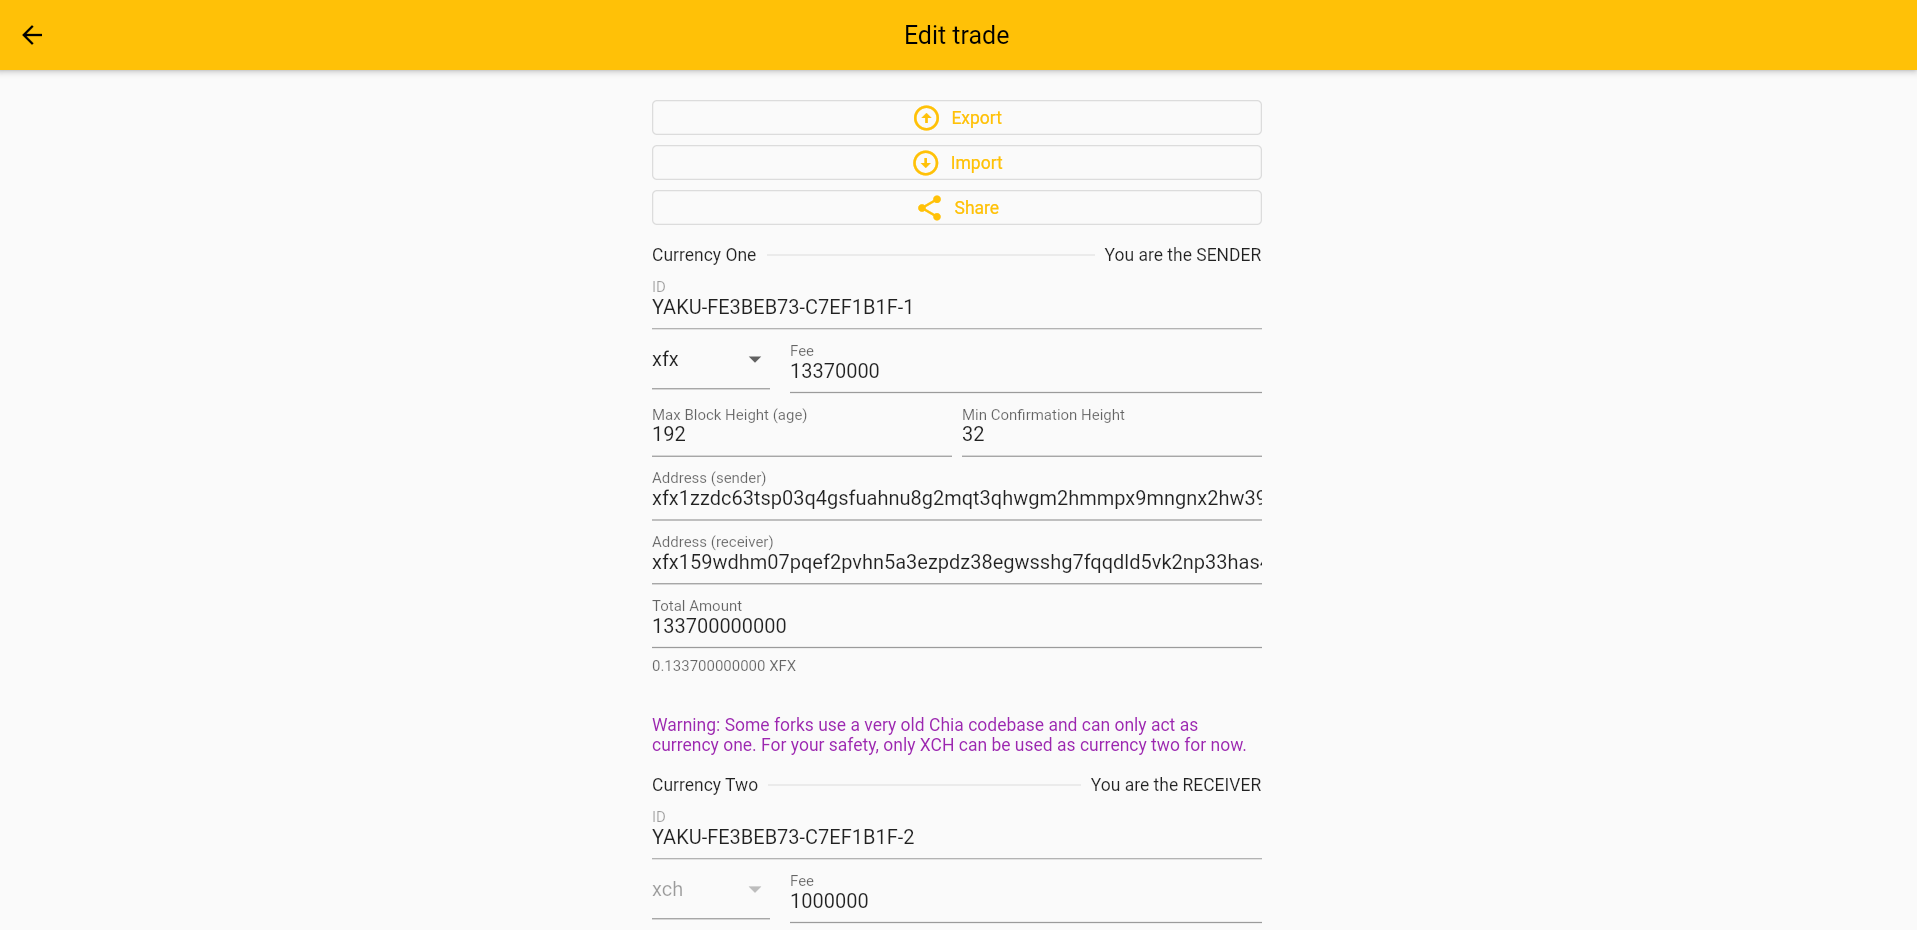 Edit trade
Export
Import
Share
Currency One You are the SENDER
ID
YAKU-FE3BEB73-C7EF1B1F-1
xfx
Fee
13370000
Max Block Height (age) Min Confirmation Height
192 32
Address (sender)
xfx1zzdc63tsp03q4gsfuahnu8g2mqt3qhwgm2hmmpx9mngnx2hw39
Address (receiver)
xfx159wdhm07pqef2pvhn5a3ezpdz38egwsshg7fqqdld5vk2np33has4
Total Amount
133700000000
0.133700000000 XFX
Warning: Some forks use a very old Chia codebase and can only act as
currency one. For your safety, only XCH can be used as currency two for now.
Currency Two You are the RECEIVER
ID
YAKU-FE3BEB73-C7EF1B1F-2
xch
Fee
1000000